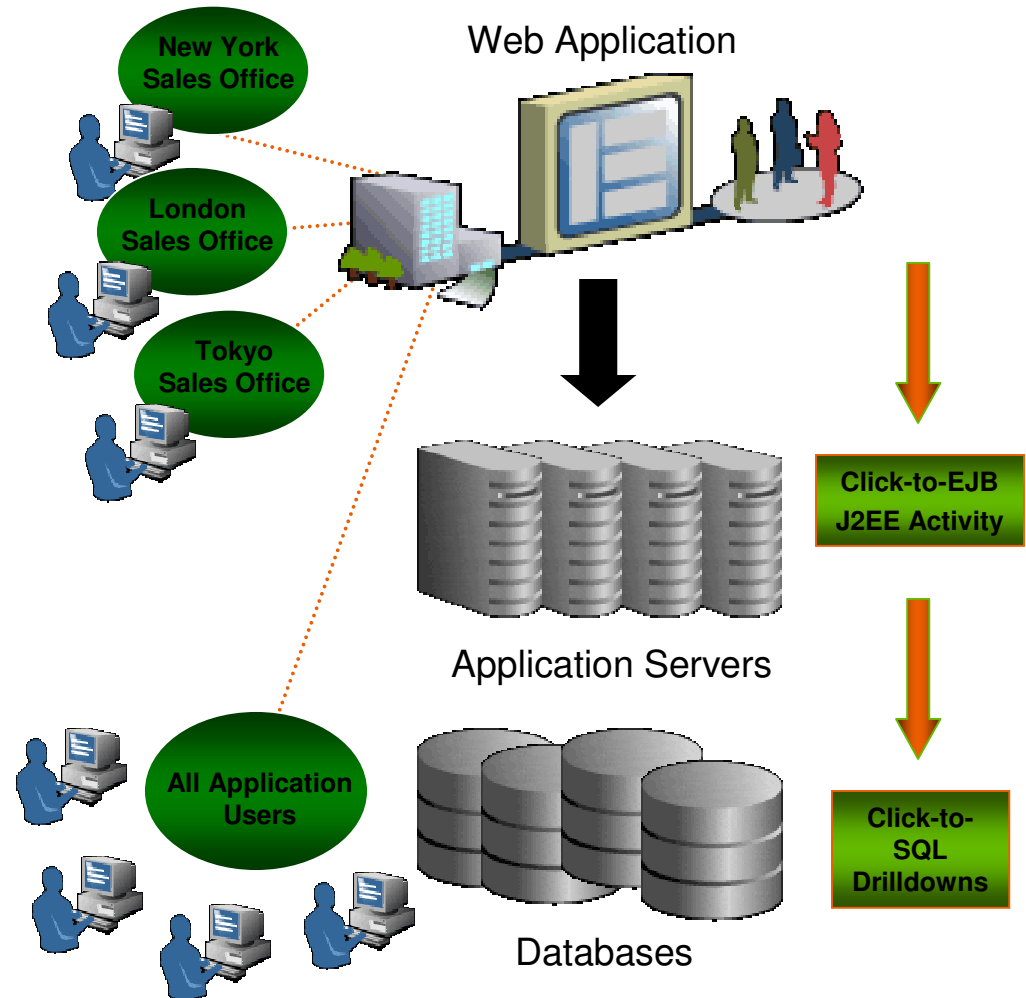 New York
Sales Office
Web Application
London
Sales Office
Tokyo
Sales Office
Click-to-EJB
J2EE Activity
Application Servers
All Application
Users
Click-to-
SQL
Drilldowns
Databases